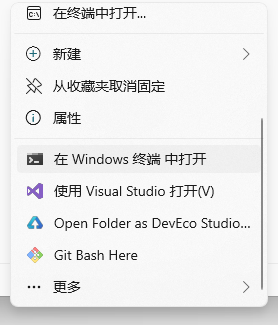 在终端中打开...
新建
从收藏夹取消固定
属性
在 Windows 终端 中打开
使用 Visual Studio 打开(V)
Open Folder as DevEco Studio...
Git Bash Here
更多